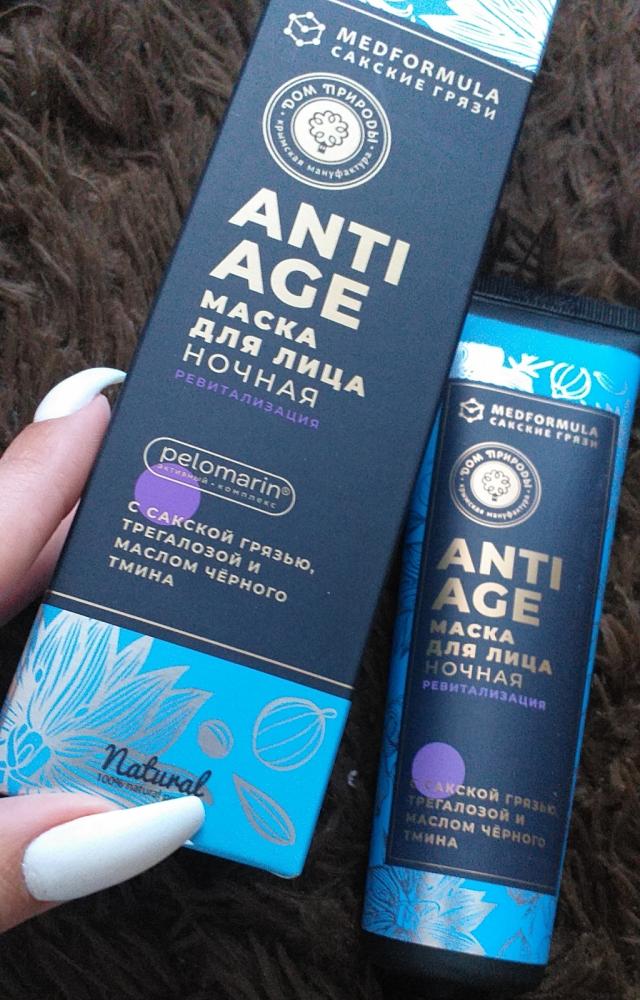 MEDFORMULA
САКСКИЕ ГРЯЗИ
ДОМ ПРИРОДЫ
крымская мануфактура
ANTI
AGE
МАСКА
ДЛЯ ЛИЦА
НОЧНАЯ
РЕВИТАЛИЗАЦИЯ
pelomarin®
АКТИВНЫЙ • КОМПЛЕКС
С САКСКОЙ ГРЯЗЬЮ,
ТРЕГАЛОЗОЙ И
МАСЛОМ ЧЁРНОГО
ТМИНА
Natural
100% natural
MEDFORMULA
САКСКИЕ ГРЯЗИ
ДОМ ПРИРОДЫ
крымская мануфактура
ANTI
AGE
МАСКА
ДЛЯ ЛИЦА
НОЧНАЯ
РЕВИТАЛИЗАЦИЯ
С САКСКОЙ ГРЯЗЬЮ,
ТРЕГАЛОЗОЙ И
МАСЛОМ ЧЁРНОГО
ТМИНА